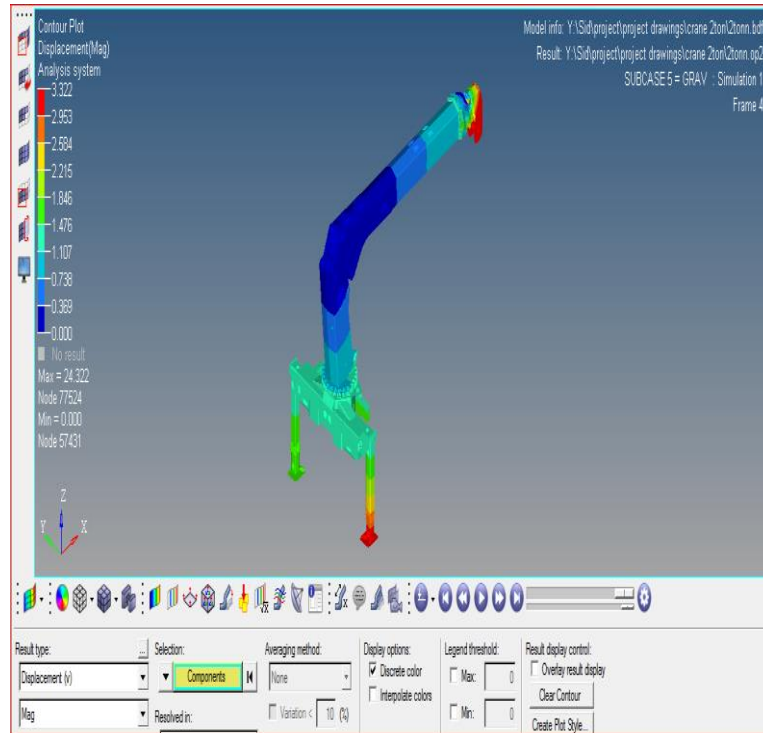 Contour Plot
Displacement(Mag)
Analysis system
3.322
2.953
2.584
2.215
1.846
1.476
1.107
0.738
0.369
0.000
No result
Max = 24.322
Node 77524
Min = 0.000
Node 57431
Model info: Y:\Sid\project\project drawings\crane 2ton\2tonn.bdf
Result: Y:\Sid\project\project drawings\crane 2ton\2tonn.op2
SUBCASE 5 = GRAV : Simulation 1
Frame 4
Z
Y X
Result type: ... Selection: Averaging method: Display options: Legend threshold: Result display control:
Displacement (v) Components None Discrete color Max: 0 Overlay result display
Interpolate colors Clear Contour
Mag Resolved in: Variation < 10 (%) Min: 0 Create Plot Style...